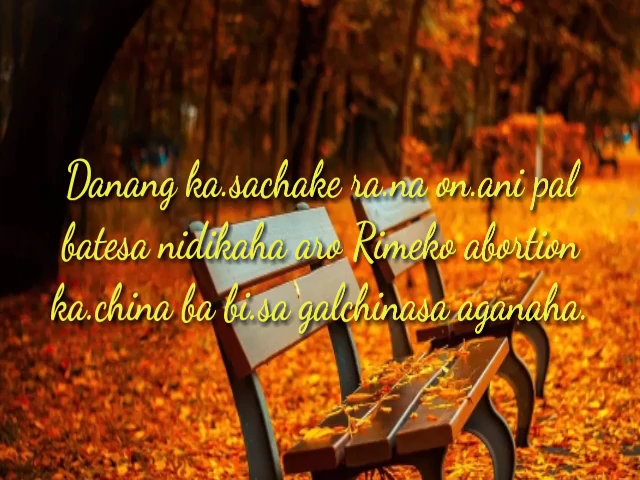 Danang ka.sachake ra.na on.ani pal
batesa nidikaha aro Rimeko abortion
ka.china ba bi.sa galchinasa aganaha.